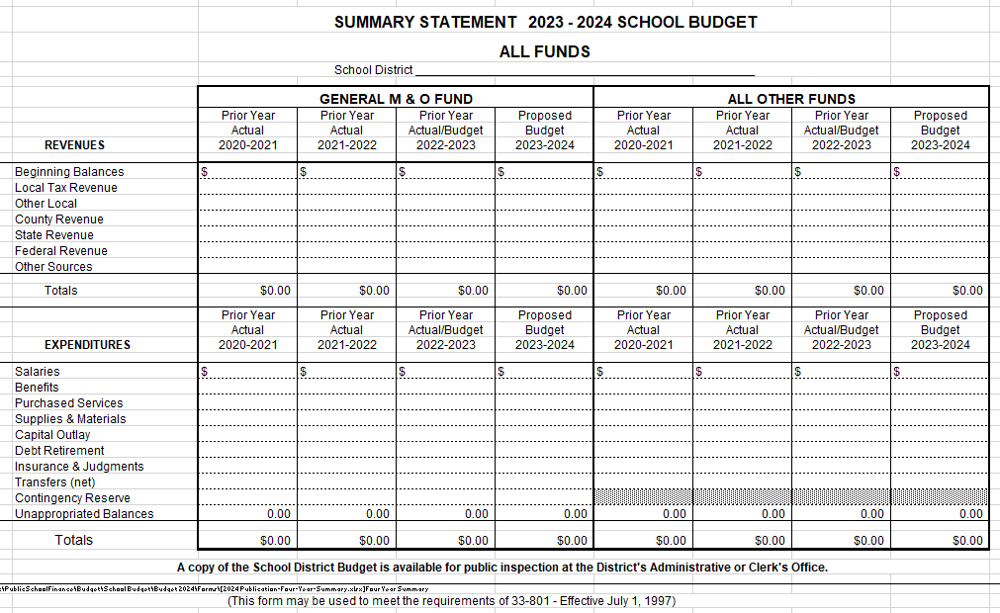 SUMMARY STATEMENT 2023 - 2024 SCHOOL BUDGET
ALL FUNDS
School District
GENERAL M & O FUND ALL OTHER FUNDS
Prior Year Prior Year Prior Year Proposed Prior Year Prior Year Prior Year Proposed
Actual Actual Actual/Budget Budget Actual Actual Actual/Budget Budget
REVENUES 2020-2021 2021-2022 2022-2023 2023-2024 2020-2021 2021-2022 2022-2023 2023-2024
Beginning Balances $ $ $ $ $ $ $ $
Local Tax Revenue
Other Local
County Revenue
State Revenue
Federal Revenue
Other Sources
Totals $0.00 $0.00 $0.00 $0.00 $0.00 $0.00 $0.00 $0.00
Prior Year Prior Year Prior Year Proposed Prior Year Prior Year Prior Year Proposed
Actual Actual Actual/Budget Budget Actual Actual Actual/Budget Budget
EXPENDITURES 2020-2021 2021-2022 2022-2023 2023-2024 2020-2021 2021-2022 2022-2023 2023-2024
Salaries $ $ $ $ $ $ $ $
Benefits
Purchased Services
Supplies & Materials
Capital Outlay
Debt Retirement
Insurance & Judgments
Transfers (net)
Contingency Reserve
Unappropriated Balances 0.00 0.00 0.00 0.00 0.00 0.00 0.00 0.00
Totals $0.00 $0.00 $0.00 $0.00 $0.00 $0.00 $0.00 $0.00
A copy of the School District Budget is available for public inspection at the District's Administrative or Clerk's Office.
\PublicSchoolFinance\Budget\School Budget\Budget 2024\Forms\[2024 Publication-Four-Year-Summary.xlsx]Four Year Summary
(This form may be used to meet the requirements of 33-801 - Effective July 1, 1997)